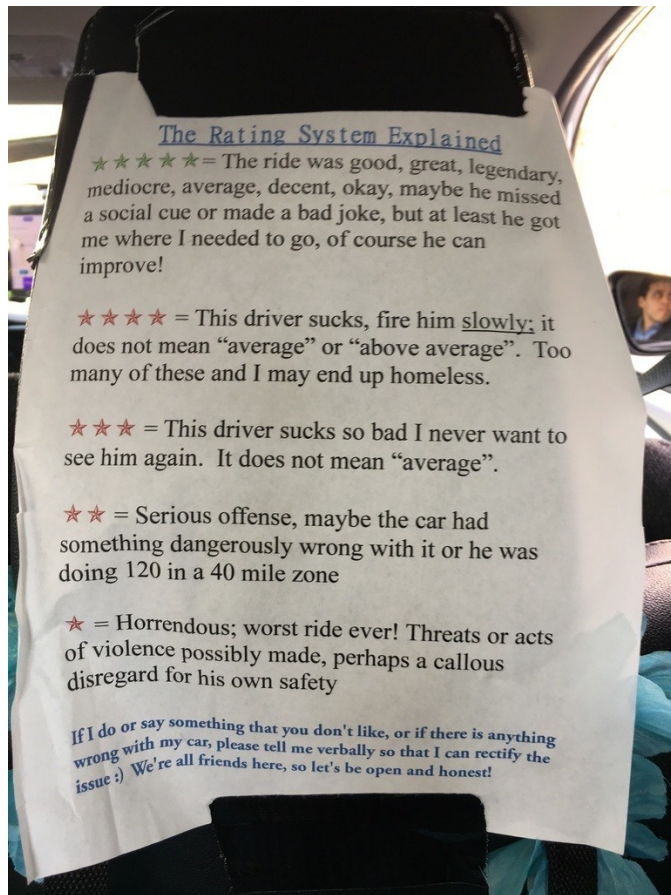 The Rating System Explained
★★★★★= The ride was good, great, legendary,
mediocre, average, decent, okay, maybe he missed
a social cue or made a bad joke, but at least he got
me where I needed to go, of course he can
improve!
★★★★ = This driver sucks, fire him slowly; it
does not mean “average” or “above average”. Too
many of these and I may end up homeless.
★★★ = This driver sucks so bad I never want to
see him again. It does not mean “average”.
★★ = Serious offense, maybe the car had
something dangerously wrong with it or he was
doing 120 in a 40 mile zone
★ = Horrendous; worst ride ever! Threats or acts
of violence possibly made, perhaps a callous
disregard for his own safety
If I do or say something that you don't like, or if there is anything
wrong with my car, please tell me verbally so that I can rectify the
issue :) We're all friends here, so let's be open and honest!